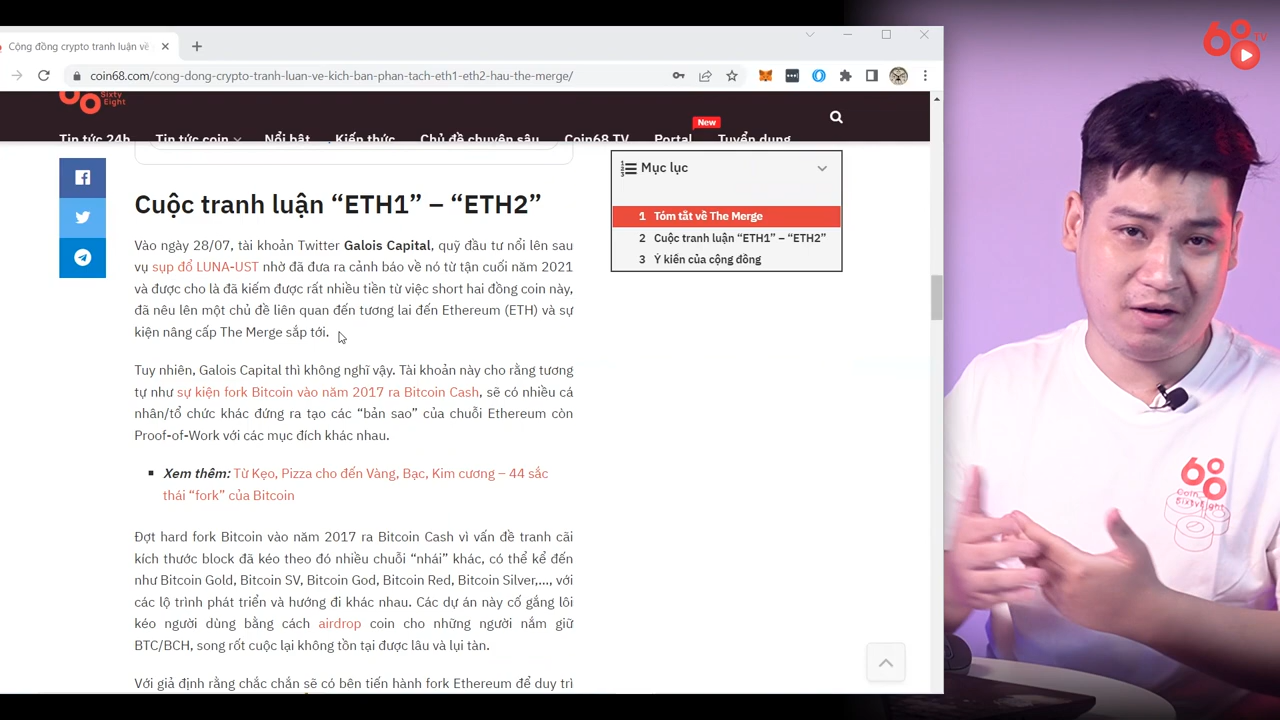 Cộng đồng crypto tranh luận về
coin68.com/cong-dong-crypto-tranh-luan-ve-kich-ban-phan-tach-eth1-eth2-hau-the-merge/
Sixty
Eight
New
Tin tức 24h Tin tức coin Nổi bật Kiến thức Chủ đề chuyên sâu Coin68 TV Portal Tuyển dụng
Mục lục
1 Tóm tắt về The Merge
2 Cuộc tranh luận “ETH1” – “ETH2”
3 Ý kiến của cộng đồng
Cuộc tranh luận “ETH1” – “ETH2”
Vào ngày 28/07, tài khoản Twitter Galois Capital, quỹ đầu tư nổi lên sau
vụ sụp đổ LUNA-UST nhờ đã đưa ra cảnh báo về nó từ tận cuối năm 2021
và được cho là đã kiếm được rất nhiều tiền từ việc short hai đồng coin này,
đã nêu lên một chủ đề liên quan đến tương lai đến Ethereum (ETH) và sự
kiện nâng cấp The Merge sắp tới.
Tuy nhiên, Galois Capital thì không nghĩ vậy. Tài khoản này cho rằng tương
tự như sự kiện fork Bitcoin vào năm 2017 ra Bitcoin Cash, sẽ có nhiều cá
nhân/tổ chức khác đứng ra tạo các “bản sao” của chuỗi Ethereum còn
Proof-of-Work với các mục đích khác nhau.
Xem thêm: Từ Kẹo, Pizza cho đến Vàng, Bạc, Kim cương – 44 sắc
thái “fork” của Bitcoin
Đợt hard fork Bitcoin vào năm 2017 ra Bitcoin Cash vì vấn đề tranh cãi
kích thước block đã kéo theo đó nhiều chuỗi “nhái” khác, có thể kể đến
như Bitcoin Gold, Bitcoin SV, Bitcoin God, Bitcoin Red, Bitcoin Silver,..., với
các lộ trình phát triển và hướng đi khác nhau. Các dự án này cố gắng lôi
kéo người dùng bằng cách airdrop coin cho những người nắm giữ
BTC/BCH, song rốt cuộc lại không tồn tại được lâu và lụi tàn.
Với giả định rằng chắc chắn sẽ có bên tiến hành fork Ethereum để duy trì
68 TV
68
Coin
SixtyEight